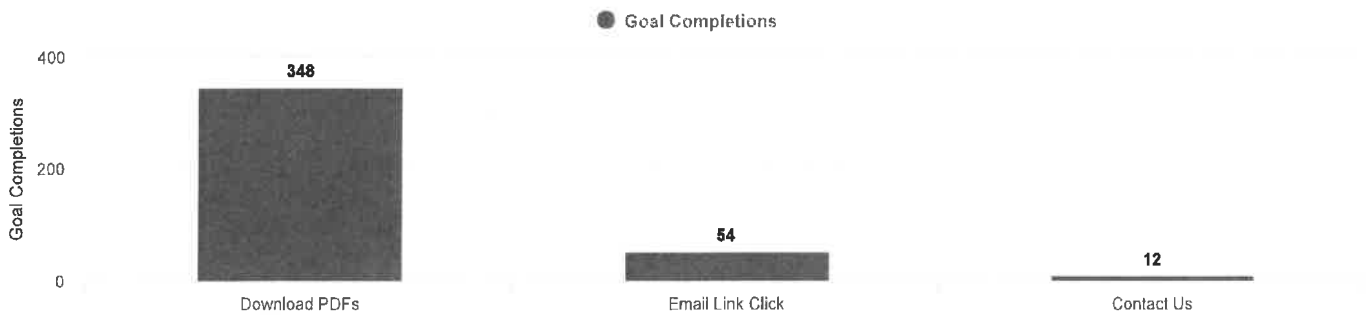 Goal Completions
400
348
Goal Completions
200
54
12
0
Download PDFs
Email Link Click
Contact Us